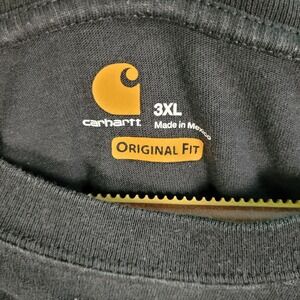 carhartt
3XL
Made in Mexico
ORIGINAL FIT